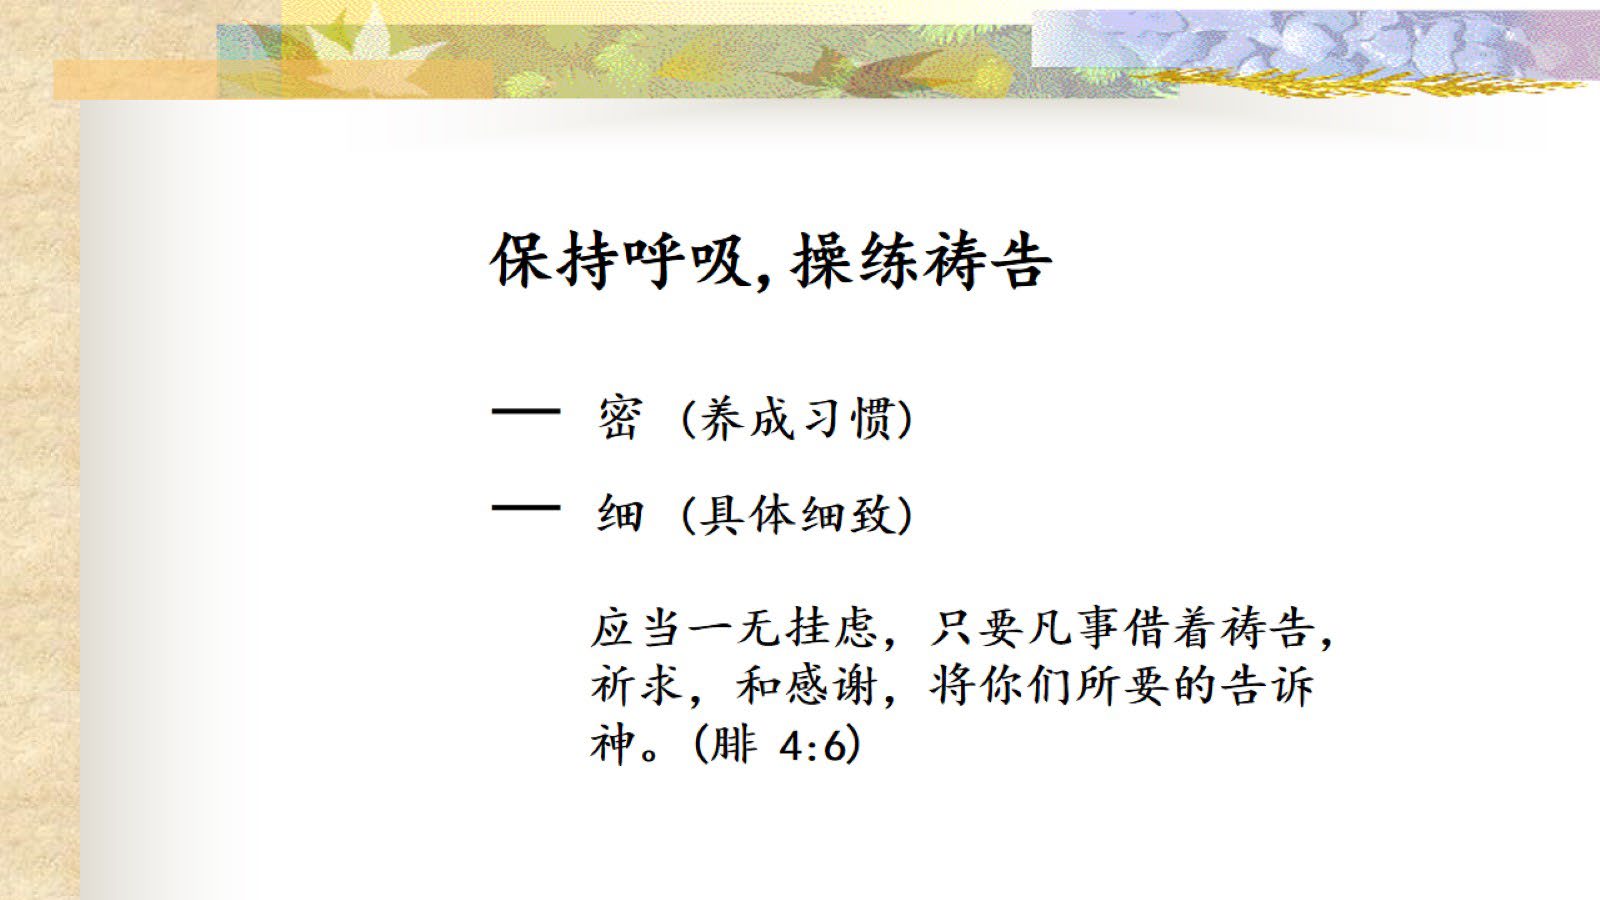 保持呼吸,操练祷告
— 密 (养成习惯)
— 细 (具体细致)
应当一无挂虑，只要凡事借着祷告，
祈求，和感谢，将你们所要的告诉
神。(腓 4:6)